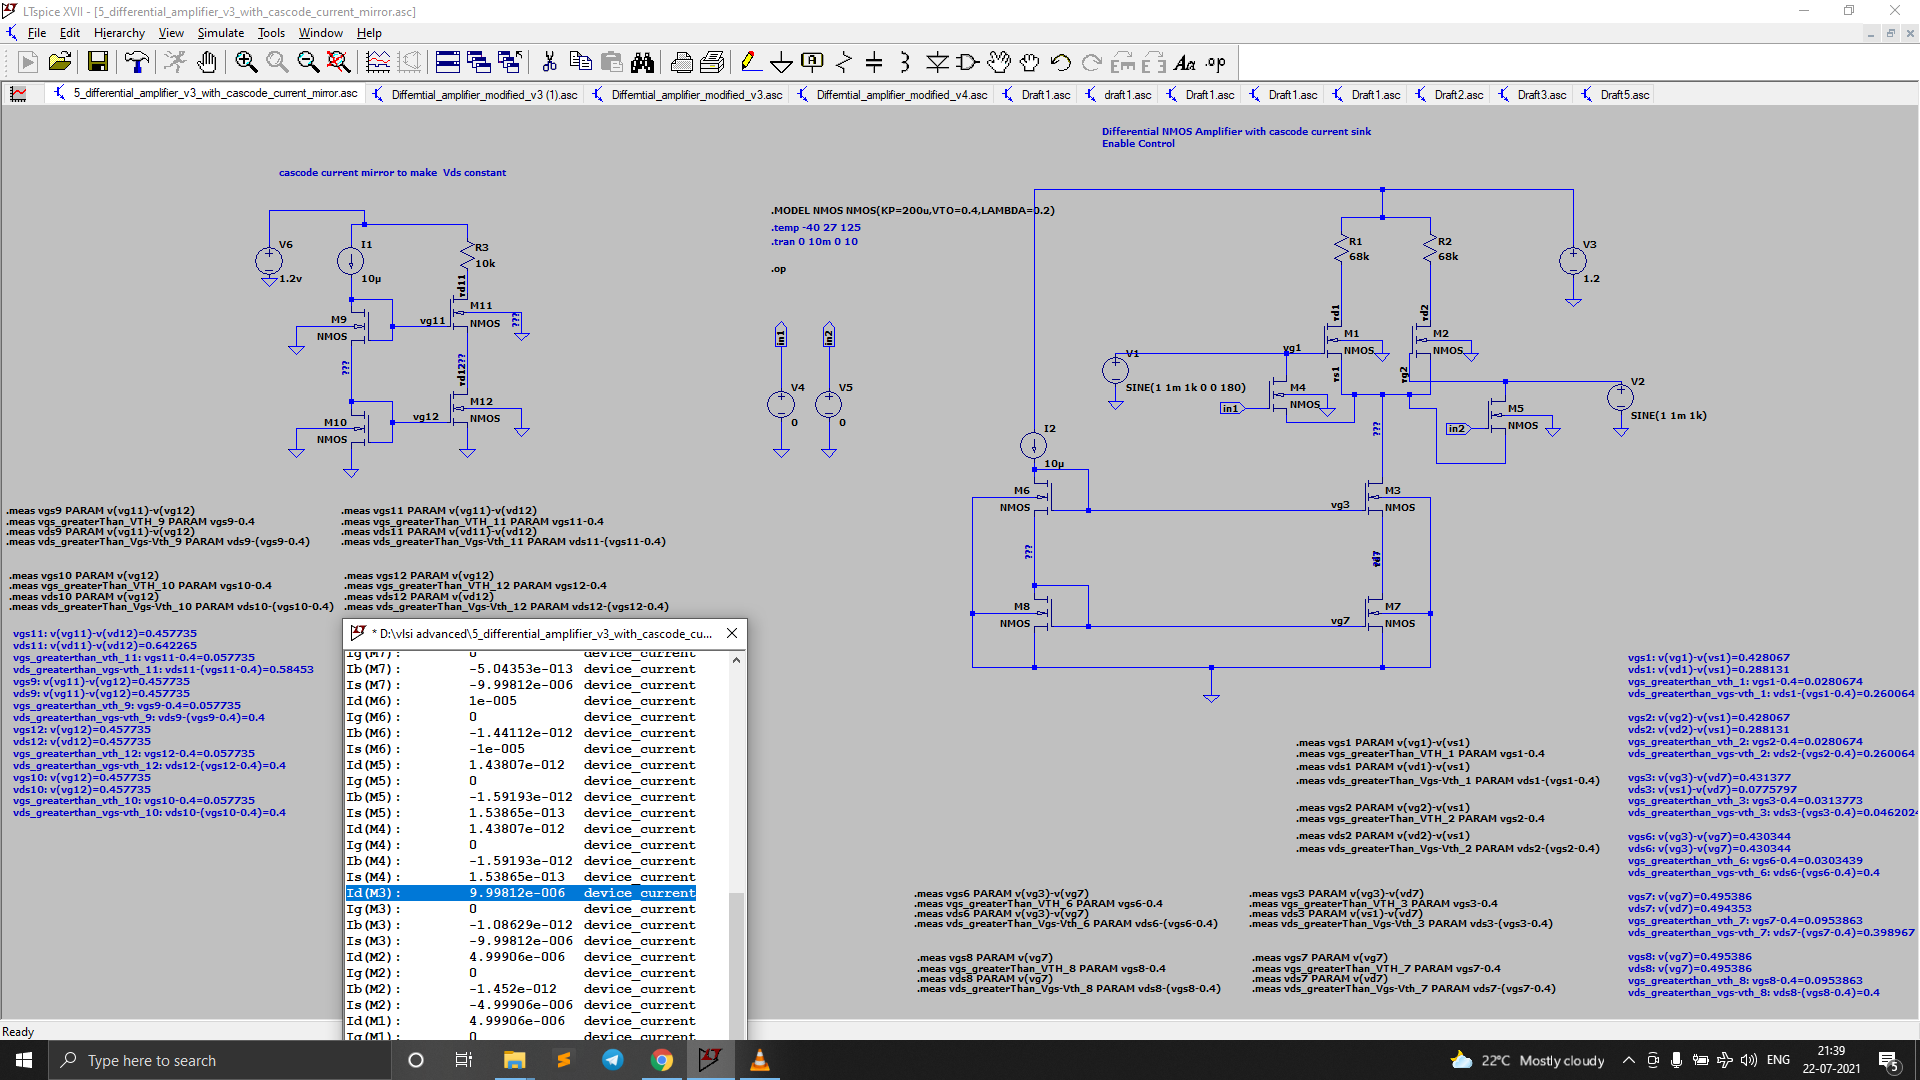 LTspice XVII - [5_differential_amplifier_v3_with_cascode_current_mirror.asc]
File Edit Hierarchy View Simulate Tools Window Help
5_differential_amplifier_v3_with_cascode_current_mirror.asc Differntial_amplifier_modified_v3 (1).asc Differntial_amplifier_modified_v3.asc Differntial_amplifier_modified_v4.asc Draft1.asc draft1.asc Draft1.asc Draft1.asc Draft1.asc Draft2.asc Draft3.asc Draft5.asc
Differential NMOS Amplifier with cascode current sink
Enable Control
cascode current mirror to make Vds constant
.MODEL NMOS NMOS(KP=200u,VTO=0.4,LAMBDA=0.2)
.temp -40 27 125
.tran 0 10m 0 10
.op
V6
1.2v
I1
10µ
R3
10k
vd11
M9
NMOS
vg11
M11
NMOS
???
???
vd12
M10
NMOS
vg12
M12
NMOS
in1
in2
V4
0
V5
0
R1
68k
R2
68k
V3
1.2
vd1
vd2
V1
SINE(1 1m 1k 0 0 180)
vg1
M1
NMOS
M2
NMOS
vs1
vg2
in1
M4
NMOS
in2
M5
NMOS
V2
SINE(1 1m 1k)
???
I2
10µ
M6
NMOS
vg3
M3
NMOS
???
vd7
M8
NMOS
vg7
M7
NMOS
.meas vgs9 PARAM v(vg11)-v(vg12)
.meas vgs_greaterThan_VTH_9 PARAM vgs9-0.4
.meas vds9 PARAM v(vg11)-v(vg12)
.meas vds_greaterThan_Vgs-Vth_9 PARAM vds9-(vgs9-0.4)
.meas vgs11 PARAM v(vg11)-v(vd12)
.meas vgs_greaterThan_VTH_11 PARAM vgs11-0.4
.meas vds11 PARAM v(vd11)-v(vd12)
.meas vds_greaterThan_Vgs-Vth_11 PARAM vds11-(vgs11-0.4)
.meas vgs10 PARAM v(vg12)
.meas vgs_greaterThan_VTH_10 PARAM vgs10-0.4
.meas vds10 PARAM v(vg12)
.meas vds_greaterThan_Vgs-Vth_10 PARAM vds10-(vgs10-0.4)
.meas vgs12 PARAM v(vg12)
.meas vgs_greaterThan_VTH_12 PARAM vgs12-0.4
.meas vds12 PARAM v(vd12)
.meas vds_greaterThan_Vgs-Vth_12 PARAM vds12-(vgs12-0.4)
vgs11: v(vg11)-v(vd12)=0.457735
vds11: v(vd11)-v(vd12)=0.642265
vgs_greaterthan_vth_11: vgs11-0.4=0.057735
vds_greaterthan_vgs-vth_11: vds11-(vgs11-0.4)=0.58453
vgs9: v(vg11)-v(vg12)=0.457735
vds9: v(vg11)-v(vg12)=0.457735
vgs_greaterthan_vth_9: vgs9-0.4=0.057735
vds_greaterthan_vgs-vth_9: vds9-(vgs9-0.4)=0.4
vgs12: v(vg12)=0.457735
vds12: v(vd12)=0.457735
vgs_greaterthan_vth_12: vgs12-0.4=0.057735
vds_greaterthan_vgs-vth_12: vds12-(vgs12-0.4)=0.4
vgs10: v(vg12)=0.457735
vds10: v(vg12)=0.457735
vgs_greaterthan_vth_10: vgs10-0.4=0.057735
vds_greaterthan_vgs-vth_10: vds10-(vgs10-0.4)=0.4
* D:\vlsi advanced\5_differential_amplifier_v3_with_cascode_cu...
Ig(M7): 0 device_current
Ib(M7): -5.04353e-013 device_current
Is(M7): -9.99812e-006 device_current
Id(M6): 1e-005 device_current
Ig(M6): 0 device_current
Ib(M6): -1.44112e-012 device_current
Is(M6): -1e-005 device_current
Id(M5): 1.43807e-012 device_current
Ig(M5): 0 device_current
Ib(M5): -1.59193e-012 device_current
Is(M5): 1.53865e-013 device_current
Id(M4): 1.43807e-012 device_current
Ig(M4): 0 device_current
Ib(M4): -1.59193e-012 device_current
Is(M4): 1.53865e-013 device_current
Id(M3): 9.99812e-006 device_current
Ig(M3): 0 device_current
Ib(M3): -1.08629e-012 device_current
Is(M3): -9.99812e-006 device_current
Id(M2): 4.99906e-006 device_current
Ig(M2): 0 device_current
Ib(M2): -1.452e-012 device_current
Is(M2): -4.99906e-006 device_current
Id(M1): 4.99906e-006 device_current
Ig(M1): 0 device_current
.meas vgs1 PARAM v(vg1)-v(vs1)
.meas vgs_greaterThan_VTH_1 PARAM vgs1-0.4
.meas vds1 PARAM v(vd1)-v(vs1)
.meas vds_greaterThan_Vgs-Vth_1 PARAM vds1-(vgs1-0.4)
.meas vgs2 PARAM v(vg2)-v(vs1)
.meas vgs_greaterThan_VTH_2 PARAM vgs2-0.4
.meas vds2 PARAM v(vd2)-v(vs1)
.meas vds_greaterThan_Vgs-Vth_2 PARAM vds2-(vgs2-0.4)
.meas vgs6 PARAM v(vg3)-v(vg7)
.meas vgs_greaterThan_VTH_6 PARAM vgs6-0.4
.meas vds6 PARAM v(vg3)-v(vg7)
.meas vds_greaterThan_Vgs-Vth_6 PARAM vds6-(vgs6-0.4)
.meas vgs3 PARAM v(vg3)-v(vd7)
.meas vgs_greaterThan_VTH_3 PARAM vgs3-0.4
.meas vds3 PARAM v(vs1)-v(vd7)
.meas vds_greaterThan_Vgs-Vth_3 PARAM vds3-(vgs3-0.4)
.meas vgs8 PARAM v(vg7)
.meas vgs_greaterThan_VTH_8 PARAM vgs8-0.4
.meas vds8 PARAM v(vg7)
.meas vds_greaterThan_Vgs-Vth_8 PARAM vds8-(vgs8-0.4)
.meas vgs7 PARAM v(vg7)
.meas vgs_greaterThan_VTH_7 PARAM vgs7-0.4
.meas vds7 PARAM v(vd7)
.meas vds_greaterThan_Vgs-Vth_7 PARAM vds7-(vgs7-0.4)
vgs1: v(vg1)-v(vs1)=0.428067
vds1: v(vd1)-v(vs1)=0.288131
vgs_greaterthan_vth_1: vgs1-0.4=0.0280674
vds_greaterthan_vgs-vth_1: vds1-(vgs1-0.4)=0.260064
vgs2: v(vg2)-v(vs1)=0.428067
vds2: v(vd2)-v(vs1)=0.288131
vgs_greaterthan_vth_2: vgs2-0.4=0.0280674
vds_greaterthan_vgs-vth_2: vds2-(vgs2-0.4)=0.260064
vgs3: v(vg3)-v(vd7)=0.431377
vds3: v(vs1)-v(vd7)=0.0775797
vgs_greaterthan_vth_3: vgs3-0.4=0.0313773
vds_greaterthan_vgs-vth_3: vds3-(vgs3-0.4)=0.046202
vgs6: v(vg3)-v(vg7)=0.430344
vds6: v(vg3)-v(vg7)=0.430344
vgs_greaterthan_vth_6: vgs6-0.4=0.0303439
vds_greaterthan_vgs-vth_6: vds6-(vgs6-0.4)=0.4
vgs7: v(vg7)=0.495386
vds7: v(vd7)=0.494353
vgs_greaterthan_vth_7: vgs7-0.4=0.0953863
vds_greaterthan_vgs-vth_7: vds7-(vgs7-0.4)=0.398967
vgs8: v(vg7)=0.495386
vds8: v(vg7)=0.495386
vgs_greaterthan_vth_8: vgs8-0.4=0.0953863
vds_greaterthan_vgs-vth_8: vds8-(vgs8-0.4)=0.4
Ready
Type here to search
22°C Mostly cloudy
ENG
21:39
22-07-2021
5